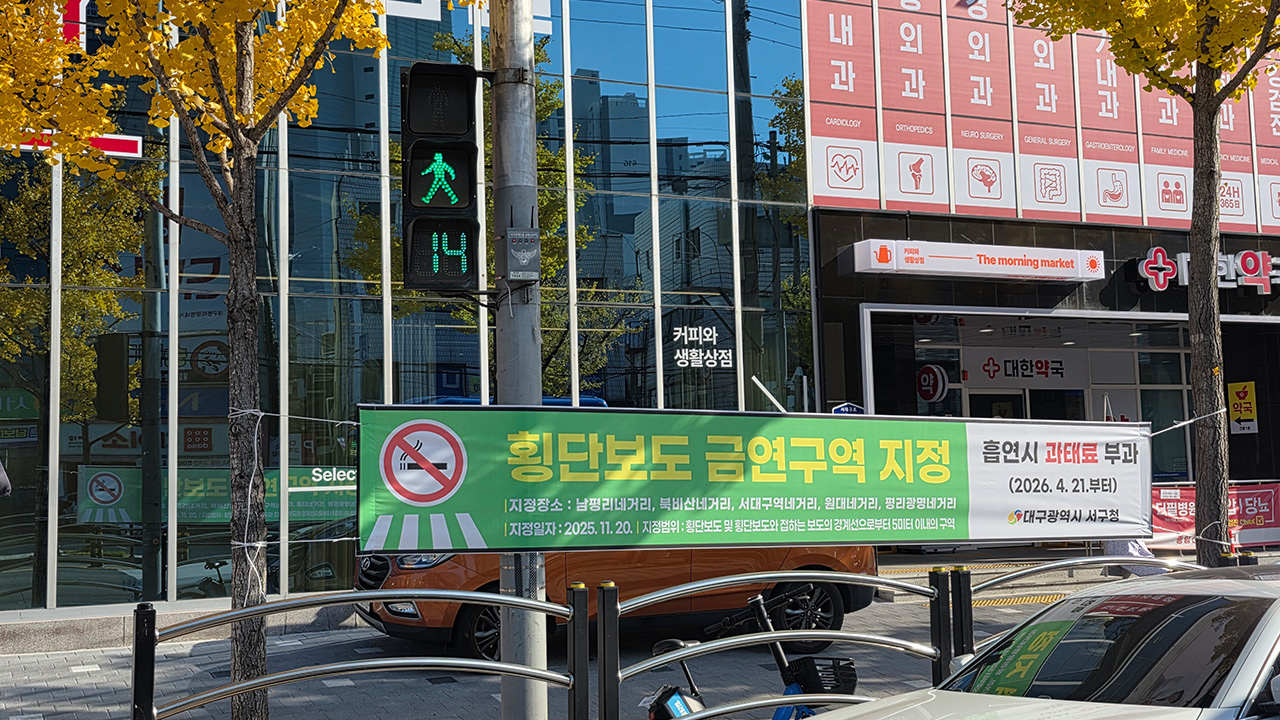 내과
외과
경외과
외과
내과
CARDIOLOGY
ORTHOPEDICS
NEURO SURGERY
GENERAL SURGERY
GASTROENTEROLOGY
FAMILY MEDICINE
24H
365일
14
커피와
생활상점
The morning market
대한약국
커피와
생활상점
대한약국
약
약국
Select
횡단보도 금연구역 지정
지정장소 : 남평리네거리, 북비산네거리, 서대구역네거리, 원대네거리, 평리광명네거리
지정일자 : 2025. 11. 20.
지정범위 : 횡단보도 및 횡단보도와 접하는 보도의 경계선으로부터 5미터 이내의 구역
흡연시 과태료 부과
(2026. 4. 21.부터)
대구광역시 서구청